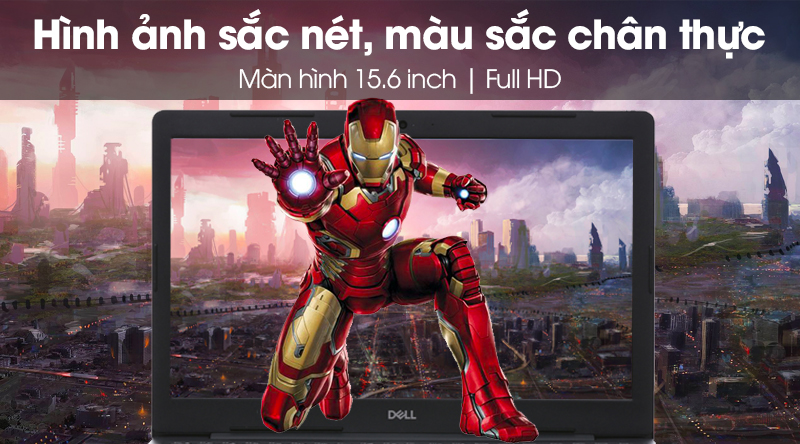 Hình ảnh sắc nét, màu sắc chân thực
Màn hình 15.6 inch | Full HD
DELL